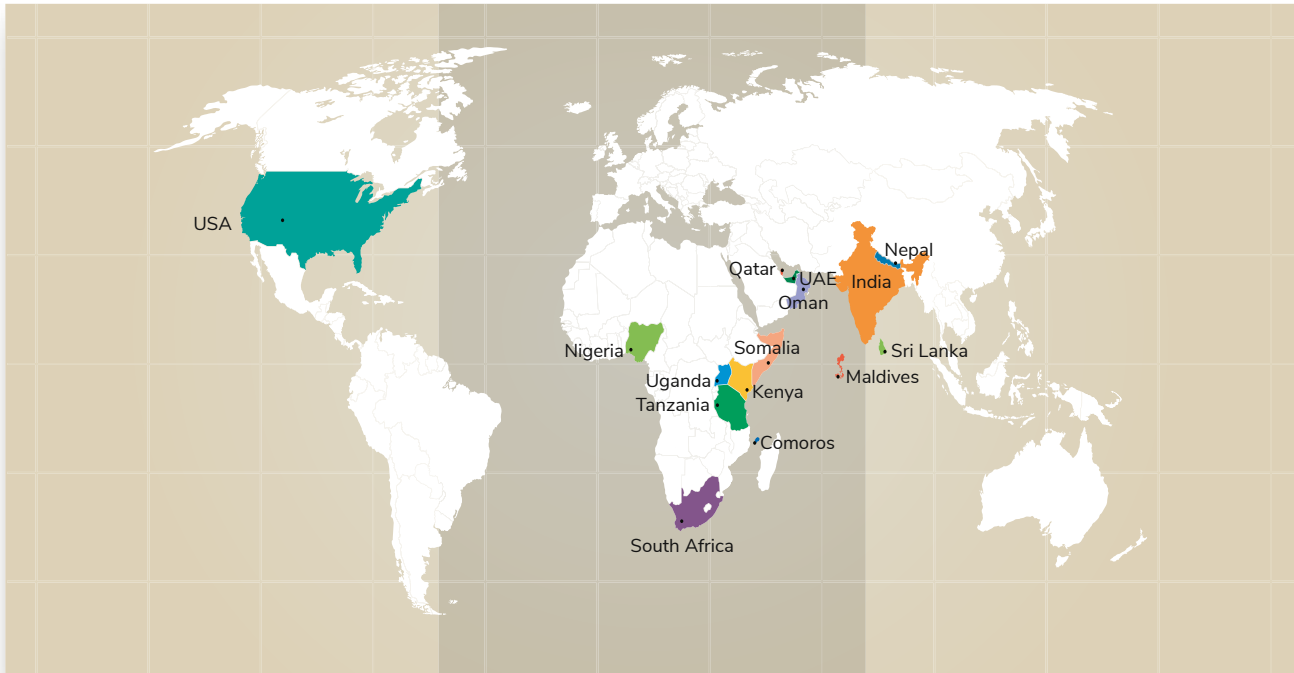 USA
Nepal
Qatar
UAE
India
Oman
Somalia
Nigeria
Sri Lanka
Maldives
Uganda
Kenya
Tanzania
Comoros
South Africa